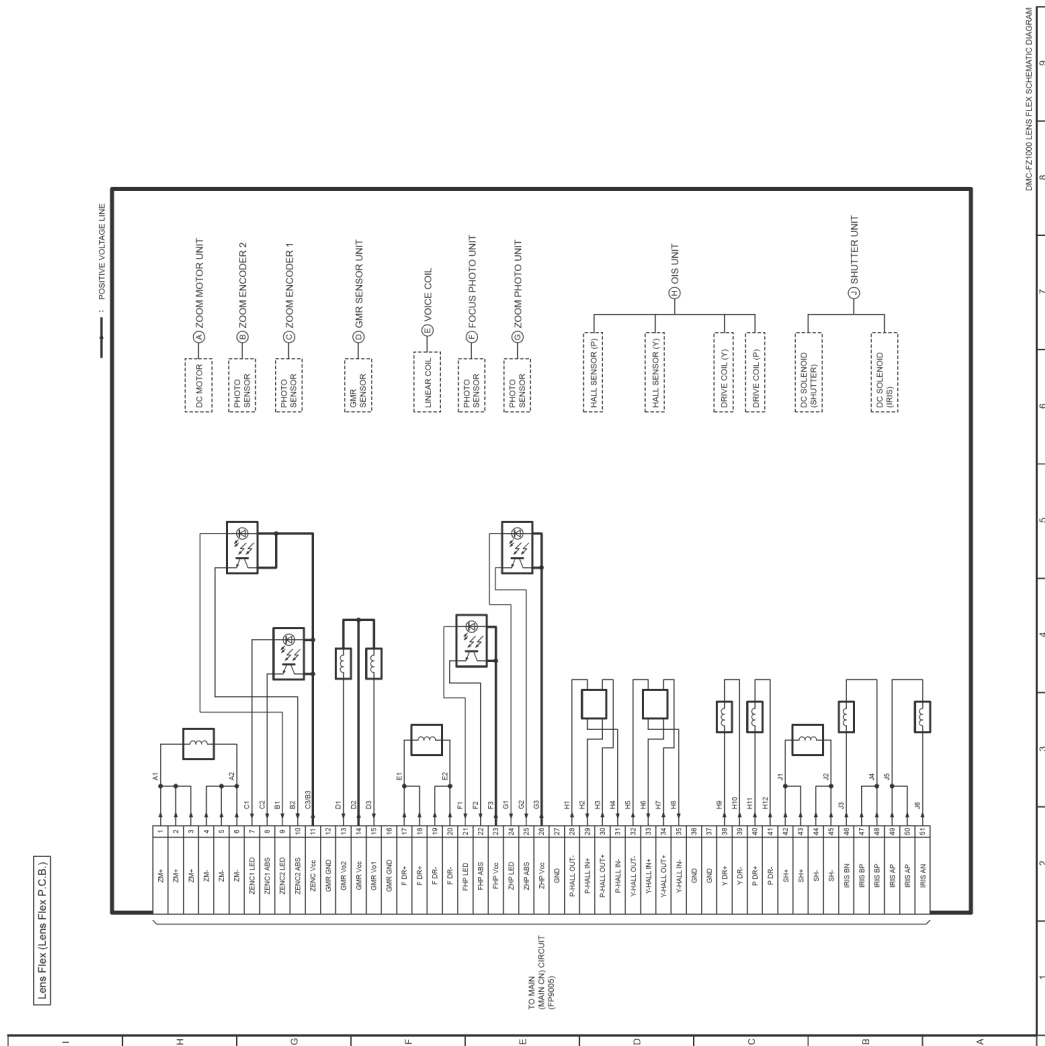 Lens Flex (Lens Flex P.C.B.)
: POSITIVE VOLTAGE LINE
TO MAIN
(MAIN CN) CIRCUIT
(FP9005)
ZM+ 1 A1
ZM+ 2
ZM+ 3
ZM- 4
ZM- 5
ZM- 6 A2
ZENC1 LED 7 C1
ZENC1 ABS 8 C2
ZENC2 LED 9 B1
ZENC2 ABS 10 B2
ZENC Vcc 11 C3/B3
GMR GND 12
GMR Vo2 13 D1
GMR Vcc 14 D2
GMR Vo1 15 D3
GMR GND 16
F DR+ 17 E1
F DR+ 18
F DR- 19
F DR- 20 E2
FHP LED 21 F1
FHP ABS 22 F2
FHP Vcc 23 F3
ZHP LED 24 G1
ZHP ABS 25 G2
ZHP Vcc 26 G3
GND 27
P-HALL OUT- 28 H1
P-HALL IN+ 29 H2
P-HALL OUT+ 30 H3
P-HALL IN- 31 H4
Y-HALL OUT- 32 H5
Y-HALL IN+ 33 H6
Y-HALL OUT+ 34 H7
Y-HALL IN- 35 H8
GND 36
GND 37
Y DR+ 38 H9
Y DR- 39 H10
P DR+ 40 H11
P DR- 41 H12
SH+ 42 J1
SH+ 43
SH- 44
SH- 45 J2
IRIS BN 46 J3
IRIS BP 47
IRIS BP 48 J4
IRIS AP 49 J5
IRIS AP 50
IRIS AN 51 J6
DC MOTOR
A ZOOM MOTOR UNIT
PHOTO
SENSOR
B ZOOM ENCODER 2
PHOTO
SENSOR
C ZOOM ENCODER 1
GMR
SENSOR
D GMR SENSOR UNIT
LINEAR COIL
E VOICE COIL
PHOTO
SENSOR
F FOCUS PHOTO UNIT
PHOTO
SENSOR
G ZOOM PHOTO UNIT
HALL SENSOR (P)
HALL SENSOR (Y)
DRIVE COIL (Y)
DRIVE COIL (P)
H OIS UNIT
DC SOLENOID
(SHUTTER)
DC SOLENOID
(IRIS)
J SHUTTER UNIT
DMC-FZ1000 LENS FLEX SCHEMATIC DIAGRAM
I
H
G
F
E
D
C
B
A
1
2
3
4
5
6
7
8
9